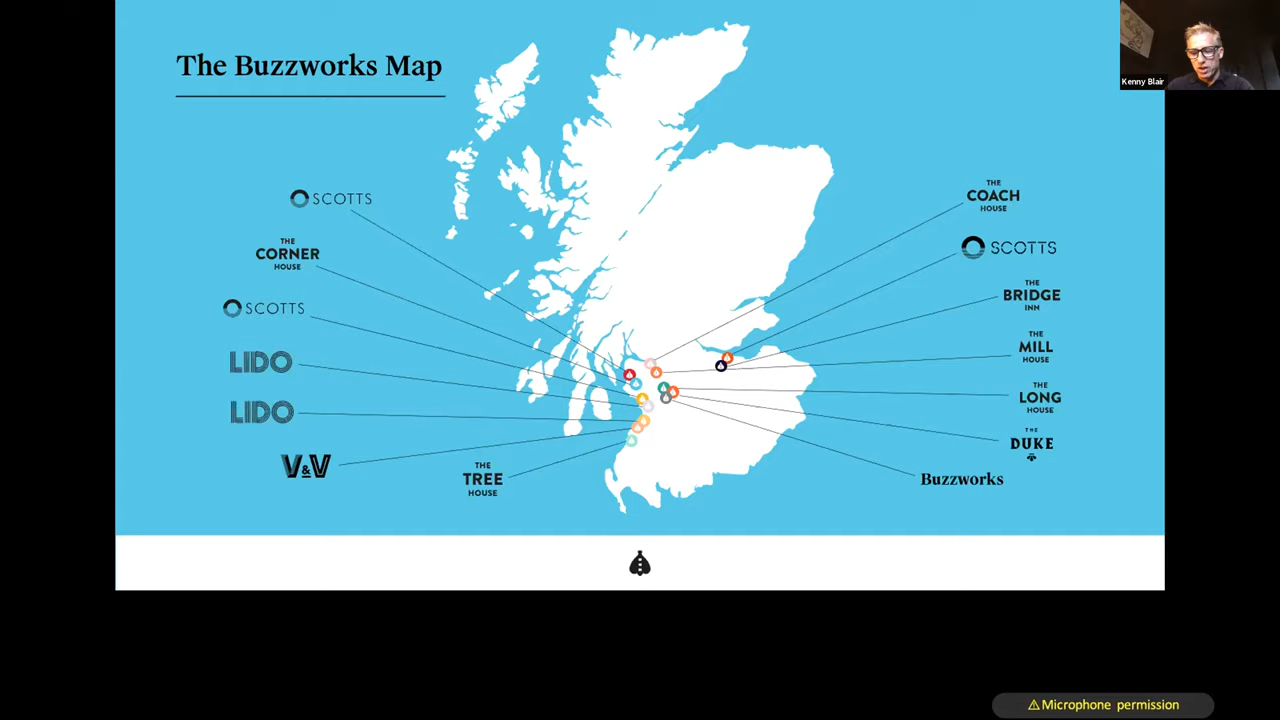 The Buzzworks Map
Kenny Blair
SCOTTS
THE
CORNER
HOUSE
SCOTTS
LIDO
LIDO
V&V
THE
TREE
HOUSE
THE
COACH
HOUSE
SCOTTS
THE
BRIDGE
INN
THE
MILL
HOUSE
THE
LONG
HOUSE
THE
DUKE
Buzzworks
⚠Microphone permission